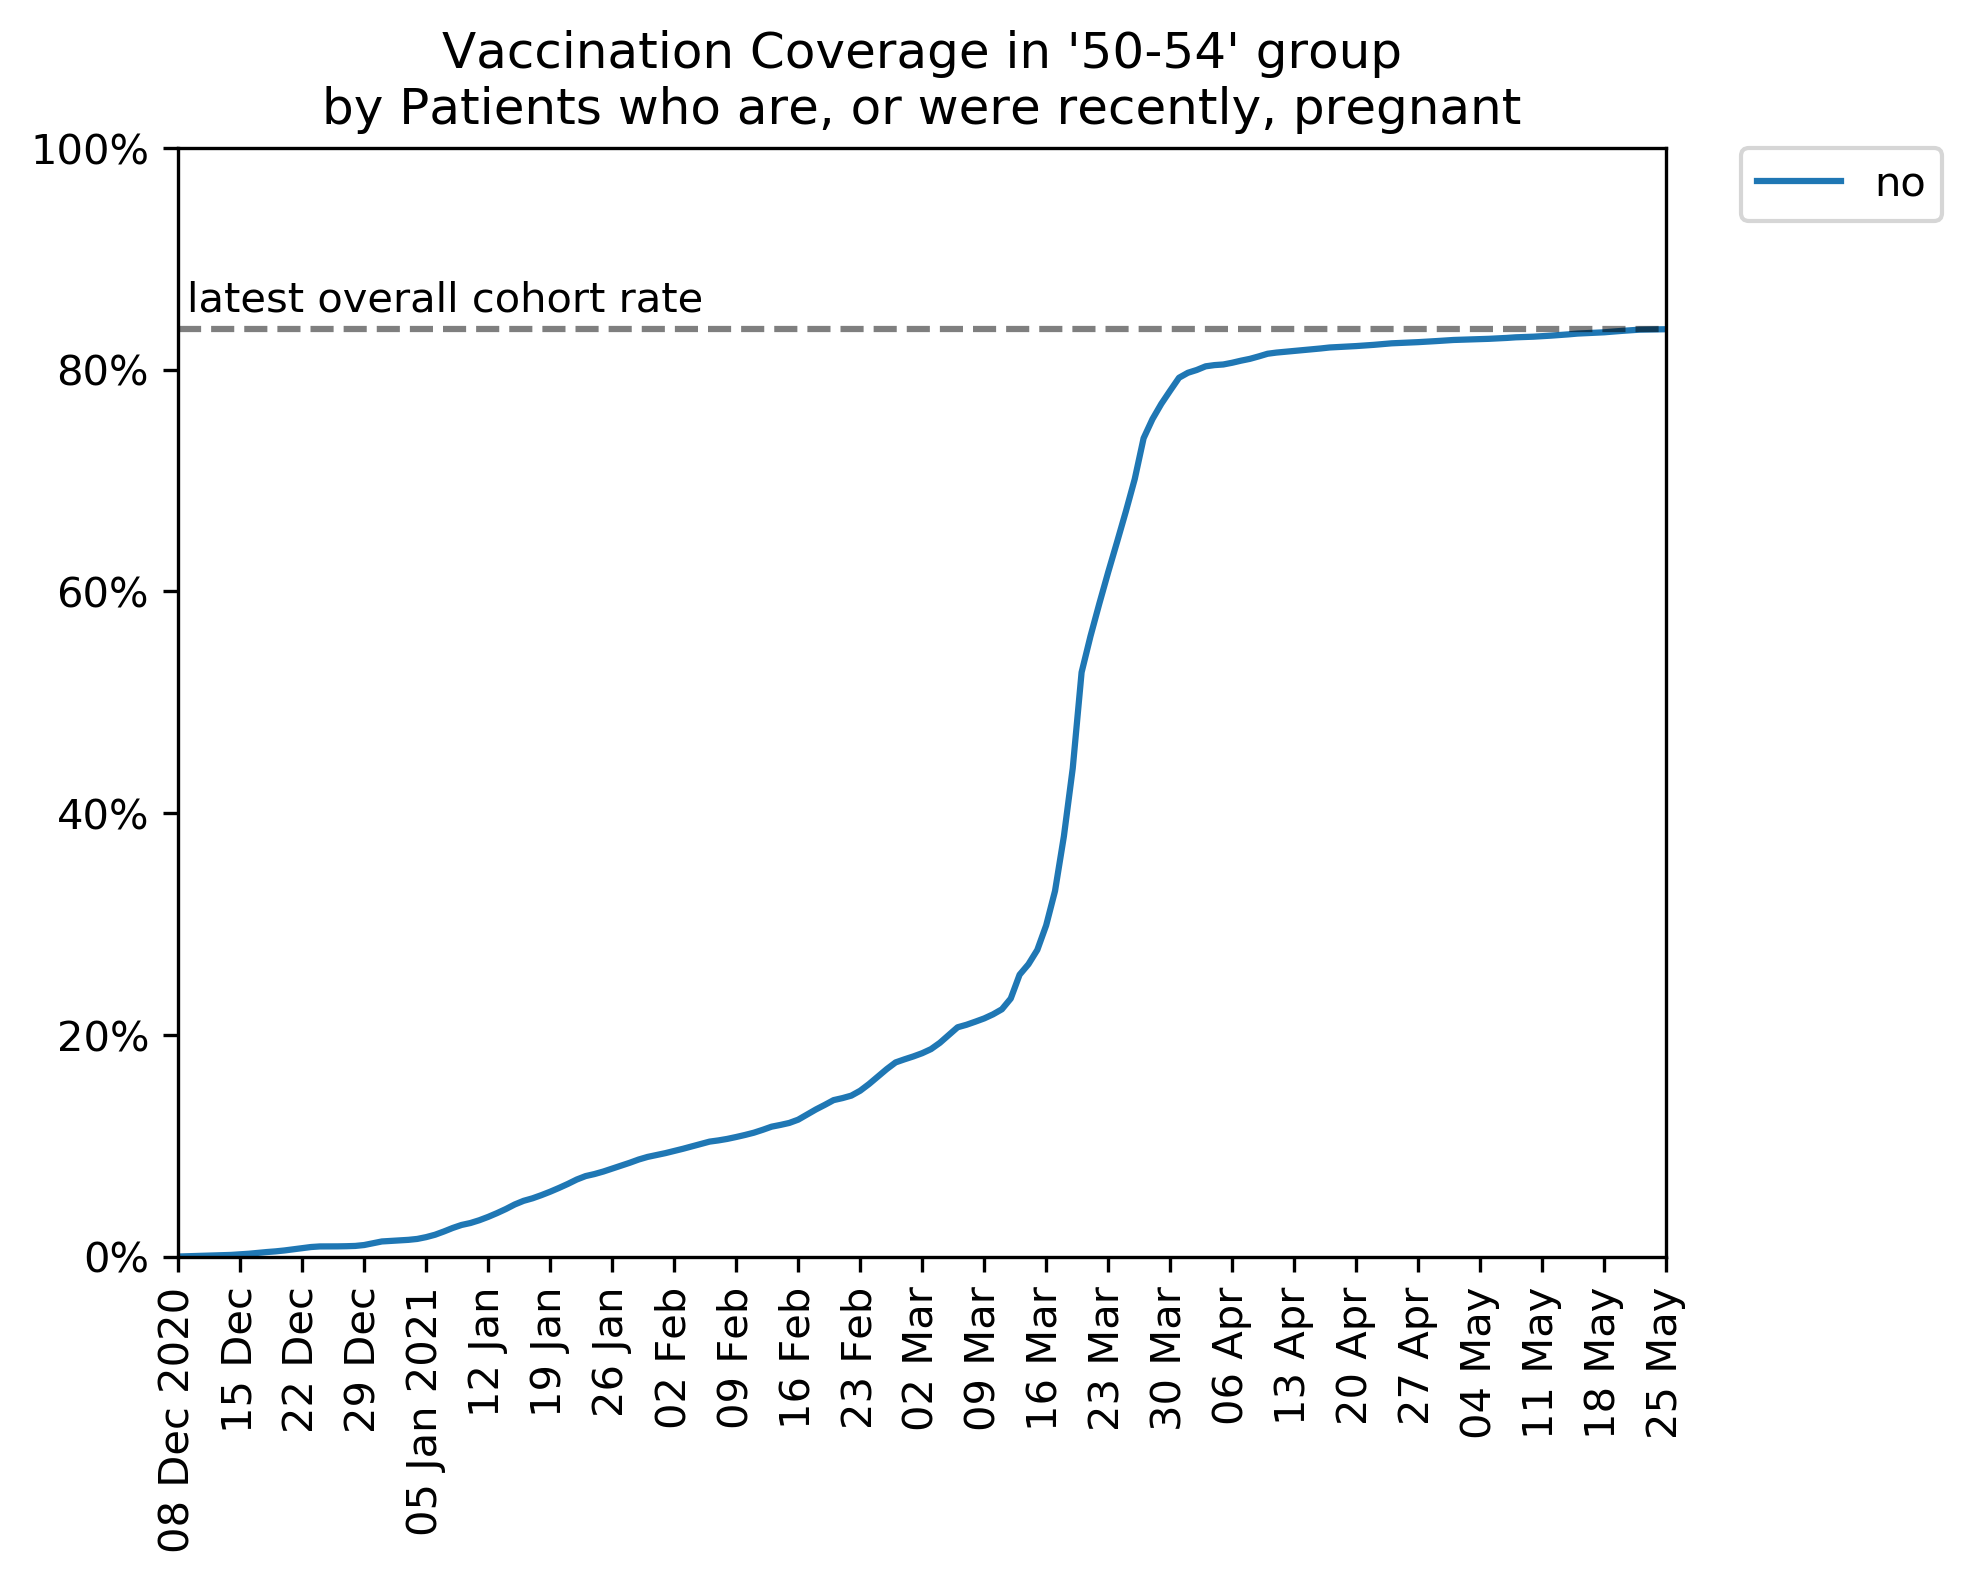 Vaccination Coverage in '50-54' group
by Patients who are, or were recently, pregnant
100%
80%
60%
40%
20%
0%
latest overall cohort rate
no
08 Dec 2020
15 Dec
22 Dec
29 Dec
05 Jan 2021
12 Jan
19 Jan
26 Jan
02 Feb
09 Feb
16 Feb
23 Feb
02 Mar
09 Mar
16 Mar
23 Mar
30 Mar
06 Apr
13 Apr
20 Apr
27 Apr
04 May
11 May
18 May
25 May